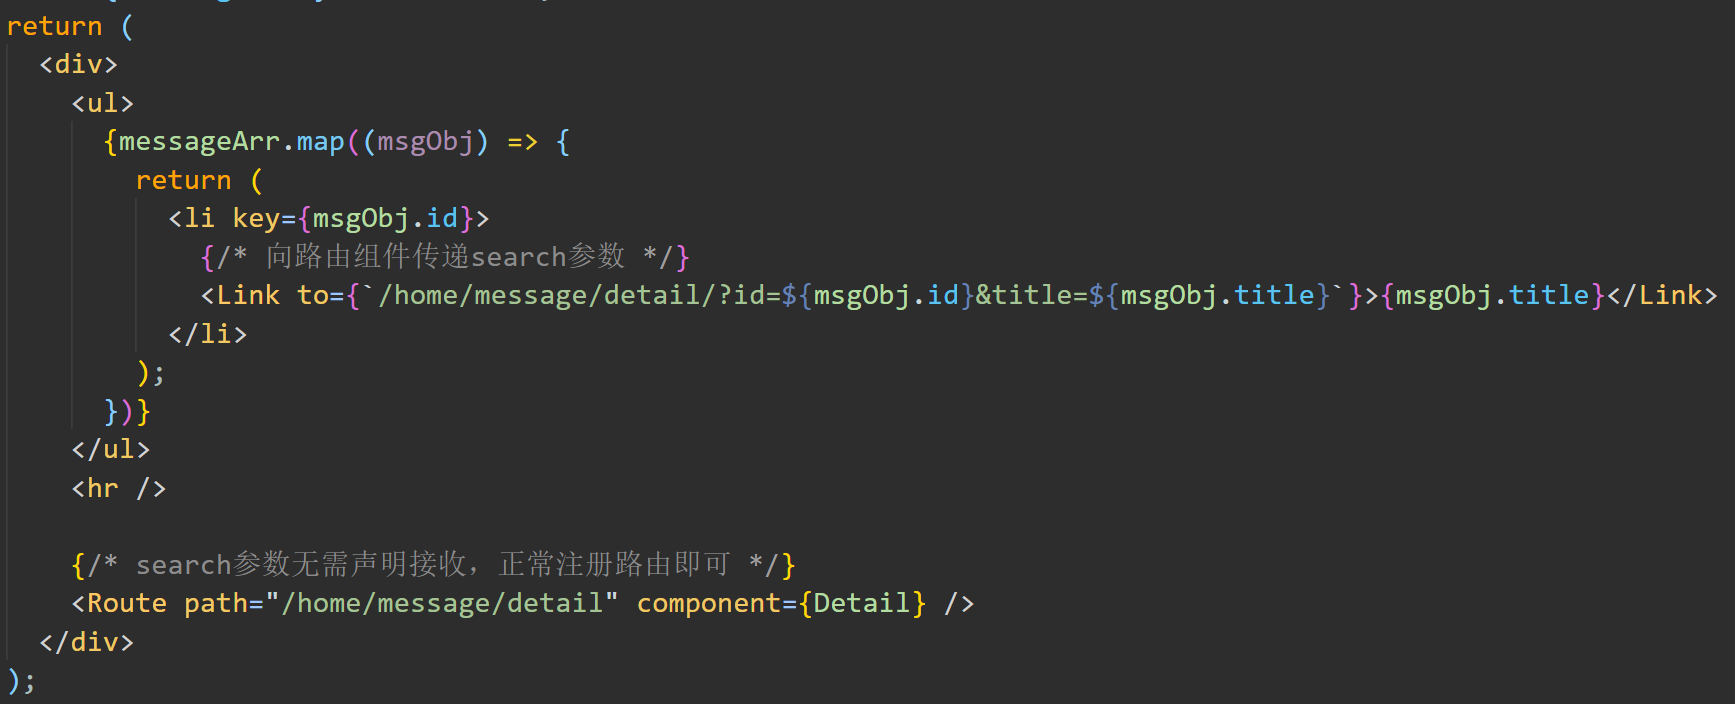 return (
<div>
<ul>
{messageArr.map((msgObj) => {
return (
<li key={msgObj.id}>
{/* 向路由组件传递search参数 */}
<Link to={`/home/message/detail/?id=${msgObj.id}&title=${msgObj.title}`}>{msgObj.title}</Link>
</li>
);
})}
</ul>
<hr />
{/* search参数无需声明接收，正常注册路由即可 */}
<Route path="/home/message/detail" component={Detail} />
</div>
);